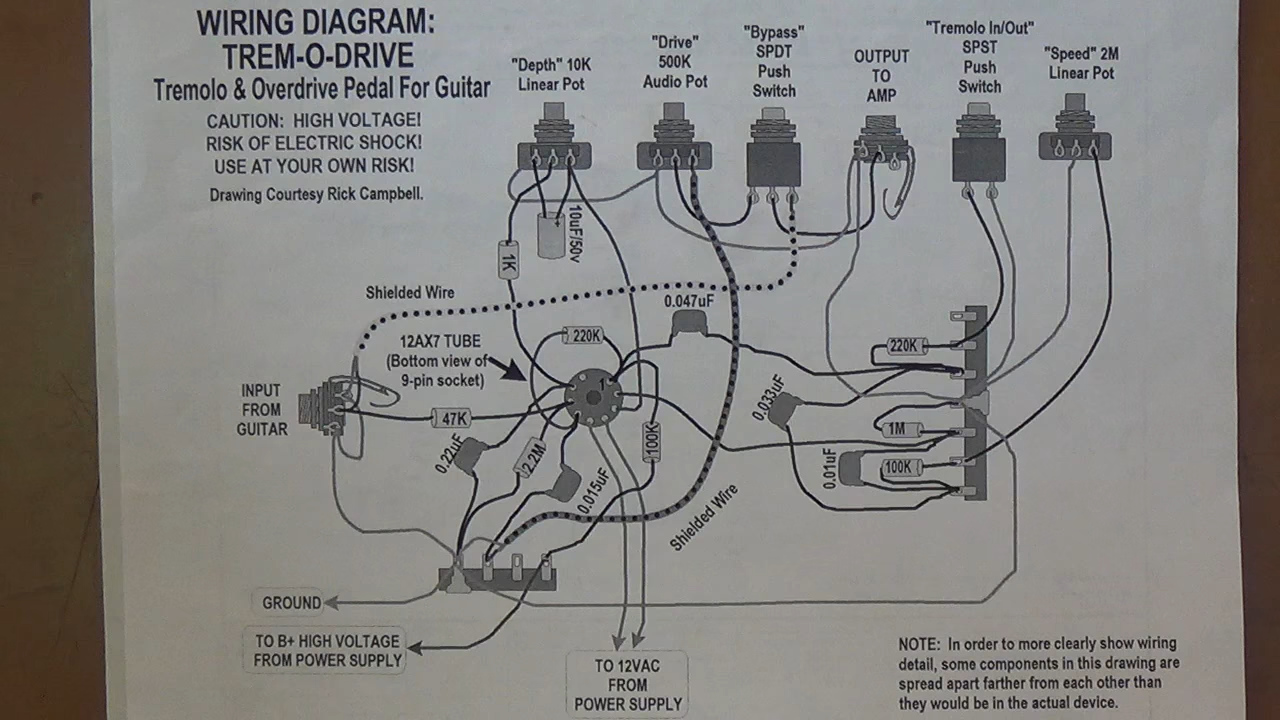 WIRING DIAGRAM:
TREM-O-DRIVE
Tremolo & Overdrive Pedal For Guitar
CAUTION: HIGH VOLTAGE!
RISK OF ELECTRIC SHOCK!
USE AT YOUR OWN RISK!
Drawing Courtesy Rick Campbell.
"Depth" 10K
Linear Pot
"Drive"
500K
Audio Pot
"Bypass"
SPDT
Push
Switch
OUTPUT
TO
AMP
"Tremolo In/Out"
SPST
Push
Switch
"Speed" 2M
Linear Pot
10uF/50v
+
1K
Shielded Wire
0.047uF
12AX7 TUBE
(Bottom view of
9-pin socket)
220K
1
220K
INPUT
FROM
GUITAR
47K
0.033uF
0.22uF
2.2M
100K
1M
0.01uF
100K
0.015uF
Shielded Wire
GROUND
TO B+ HIGH VOLTAGE
FROM POWER SUPPLY
TO 12VAC
FROM
POWER SUPPLY
NOTE: In order to more clearly show wiring
detail, some components in this drawing are
spread apart farther from each other than
they would be in the actual device.